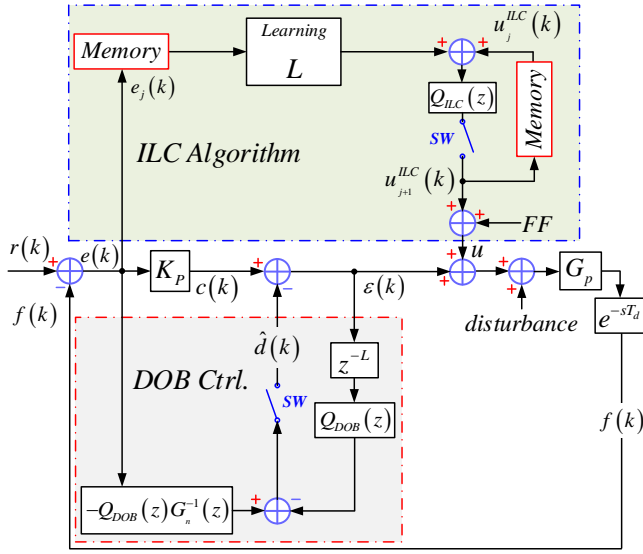 Learning
L
Memory
u_j^{ILC}(k)
e_j(k)
Q_{ILC}(z)
Memory
SW
ILC Algorithm
u_{j+1}^{ILC}(k)
FF
r(k)
e(k)
K_P
c(k)
ε(k)
u
G_p
f(k)
disturbance
e^{-sT_d}
d̂(k)
z^{-L}
DOB Ctrl.
SW
Q_{DOB}(z)
f(k)
-Q_{DOB}(z)G_n^{-1}(z)